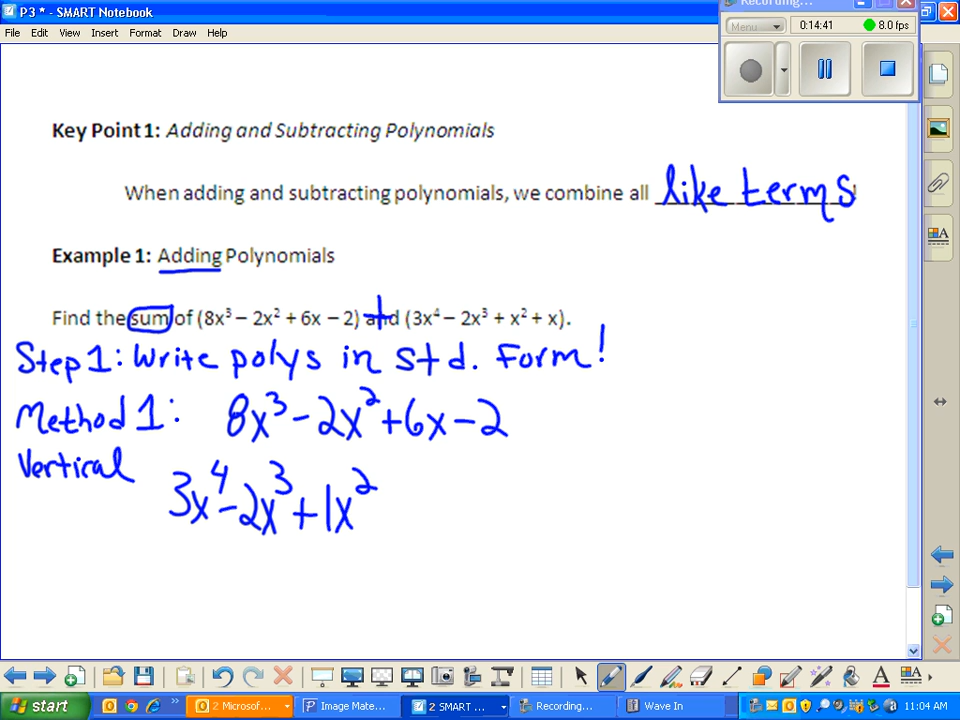 P3 * - SMART Notebook
Recording...
File Edit View Insert Format Draw Help
Menu 0:14:41 8.0 fps
Key Point 1: Adding and Subtracting Polynomials
When adding and subtracting polynomials, we combine all like terms
Example 1: Adding Polynomials
Find the sum of (8x³ – 2x² + 6x – 2) and + (3x⁴ – 2x³ + x² + x).
Step 1: Write polys in std. Form!
Method 1: 8x³ - 2x² + 6x - 2
Vertical
3x⁴ - 2x³ + 1x²
start 2 Microsof... Image Mate... 2 SMART ... Recording... Wave In 11:04 AM